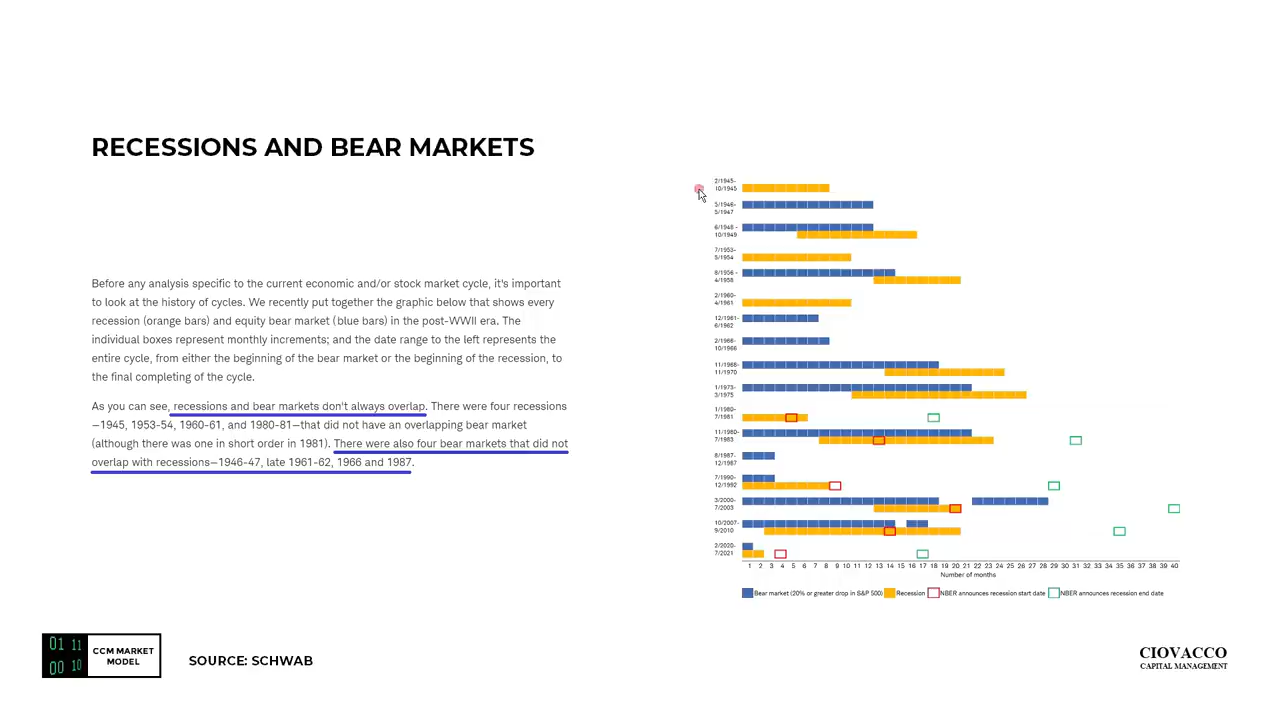 RECESSIONS AND BEAR MARKETS
Before any analysis specific to the current economic and/or stock market cycle, it's important
to look at the history of cycles. We recently put together the graphic below that shows every
recession (orange bars) and equity bear market (blue bars) in the post-WWII era. The
individual boxes represent monthly increments; and the date range to the left represents the
entire cycle, from either the beginning of the bear market or the beginning of the recession, to
the final completing of the cycle.
As you can see, recessions and bear markets don't always overlap. There were four recessions
—1945, 1953-54, 1960-61, and 1980-81—that did not have an overlapping bear market
(although there was one in short order in 1981). There were also four bear markets that did not
overlap with recessions—1946-47, late 1961-62, 1966 and 1987.
2/1945-
10/1945
5/1946-
5/1947
6/1948 -
10/1949
7/1953-
5/1954
8/1956 -
4/1958
2/1960-
4/1961
12/1961-
6/1962
2/1966-
10/1966
11/1968-
11/1970
1/1973-
3/1975
1/1980-
7/1981
11/1980-
7/1983
8/1987-
12/1987
7/1990-
12/1992
3/2000-
7/2003
10/2007-
9/2010
2/2020-
7/2021
1 2 3 4 5 6 7 8 9 10 11 12 13 14 15 16 17 18 19 20 21 22 23 24 25 26 27 28 29 30 31 32 33 34 35 36 37 38 39 40
Number of months
Bear market (20% or greater drop in S&P 500) Recession NBER announces recession start date NBER announces recession end date
01 11
00 10
CCM MARKET
MODEL
SOURCE: SCHWAB
CIOVACCO
CAPITAL MANAGEMENT